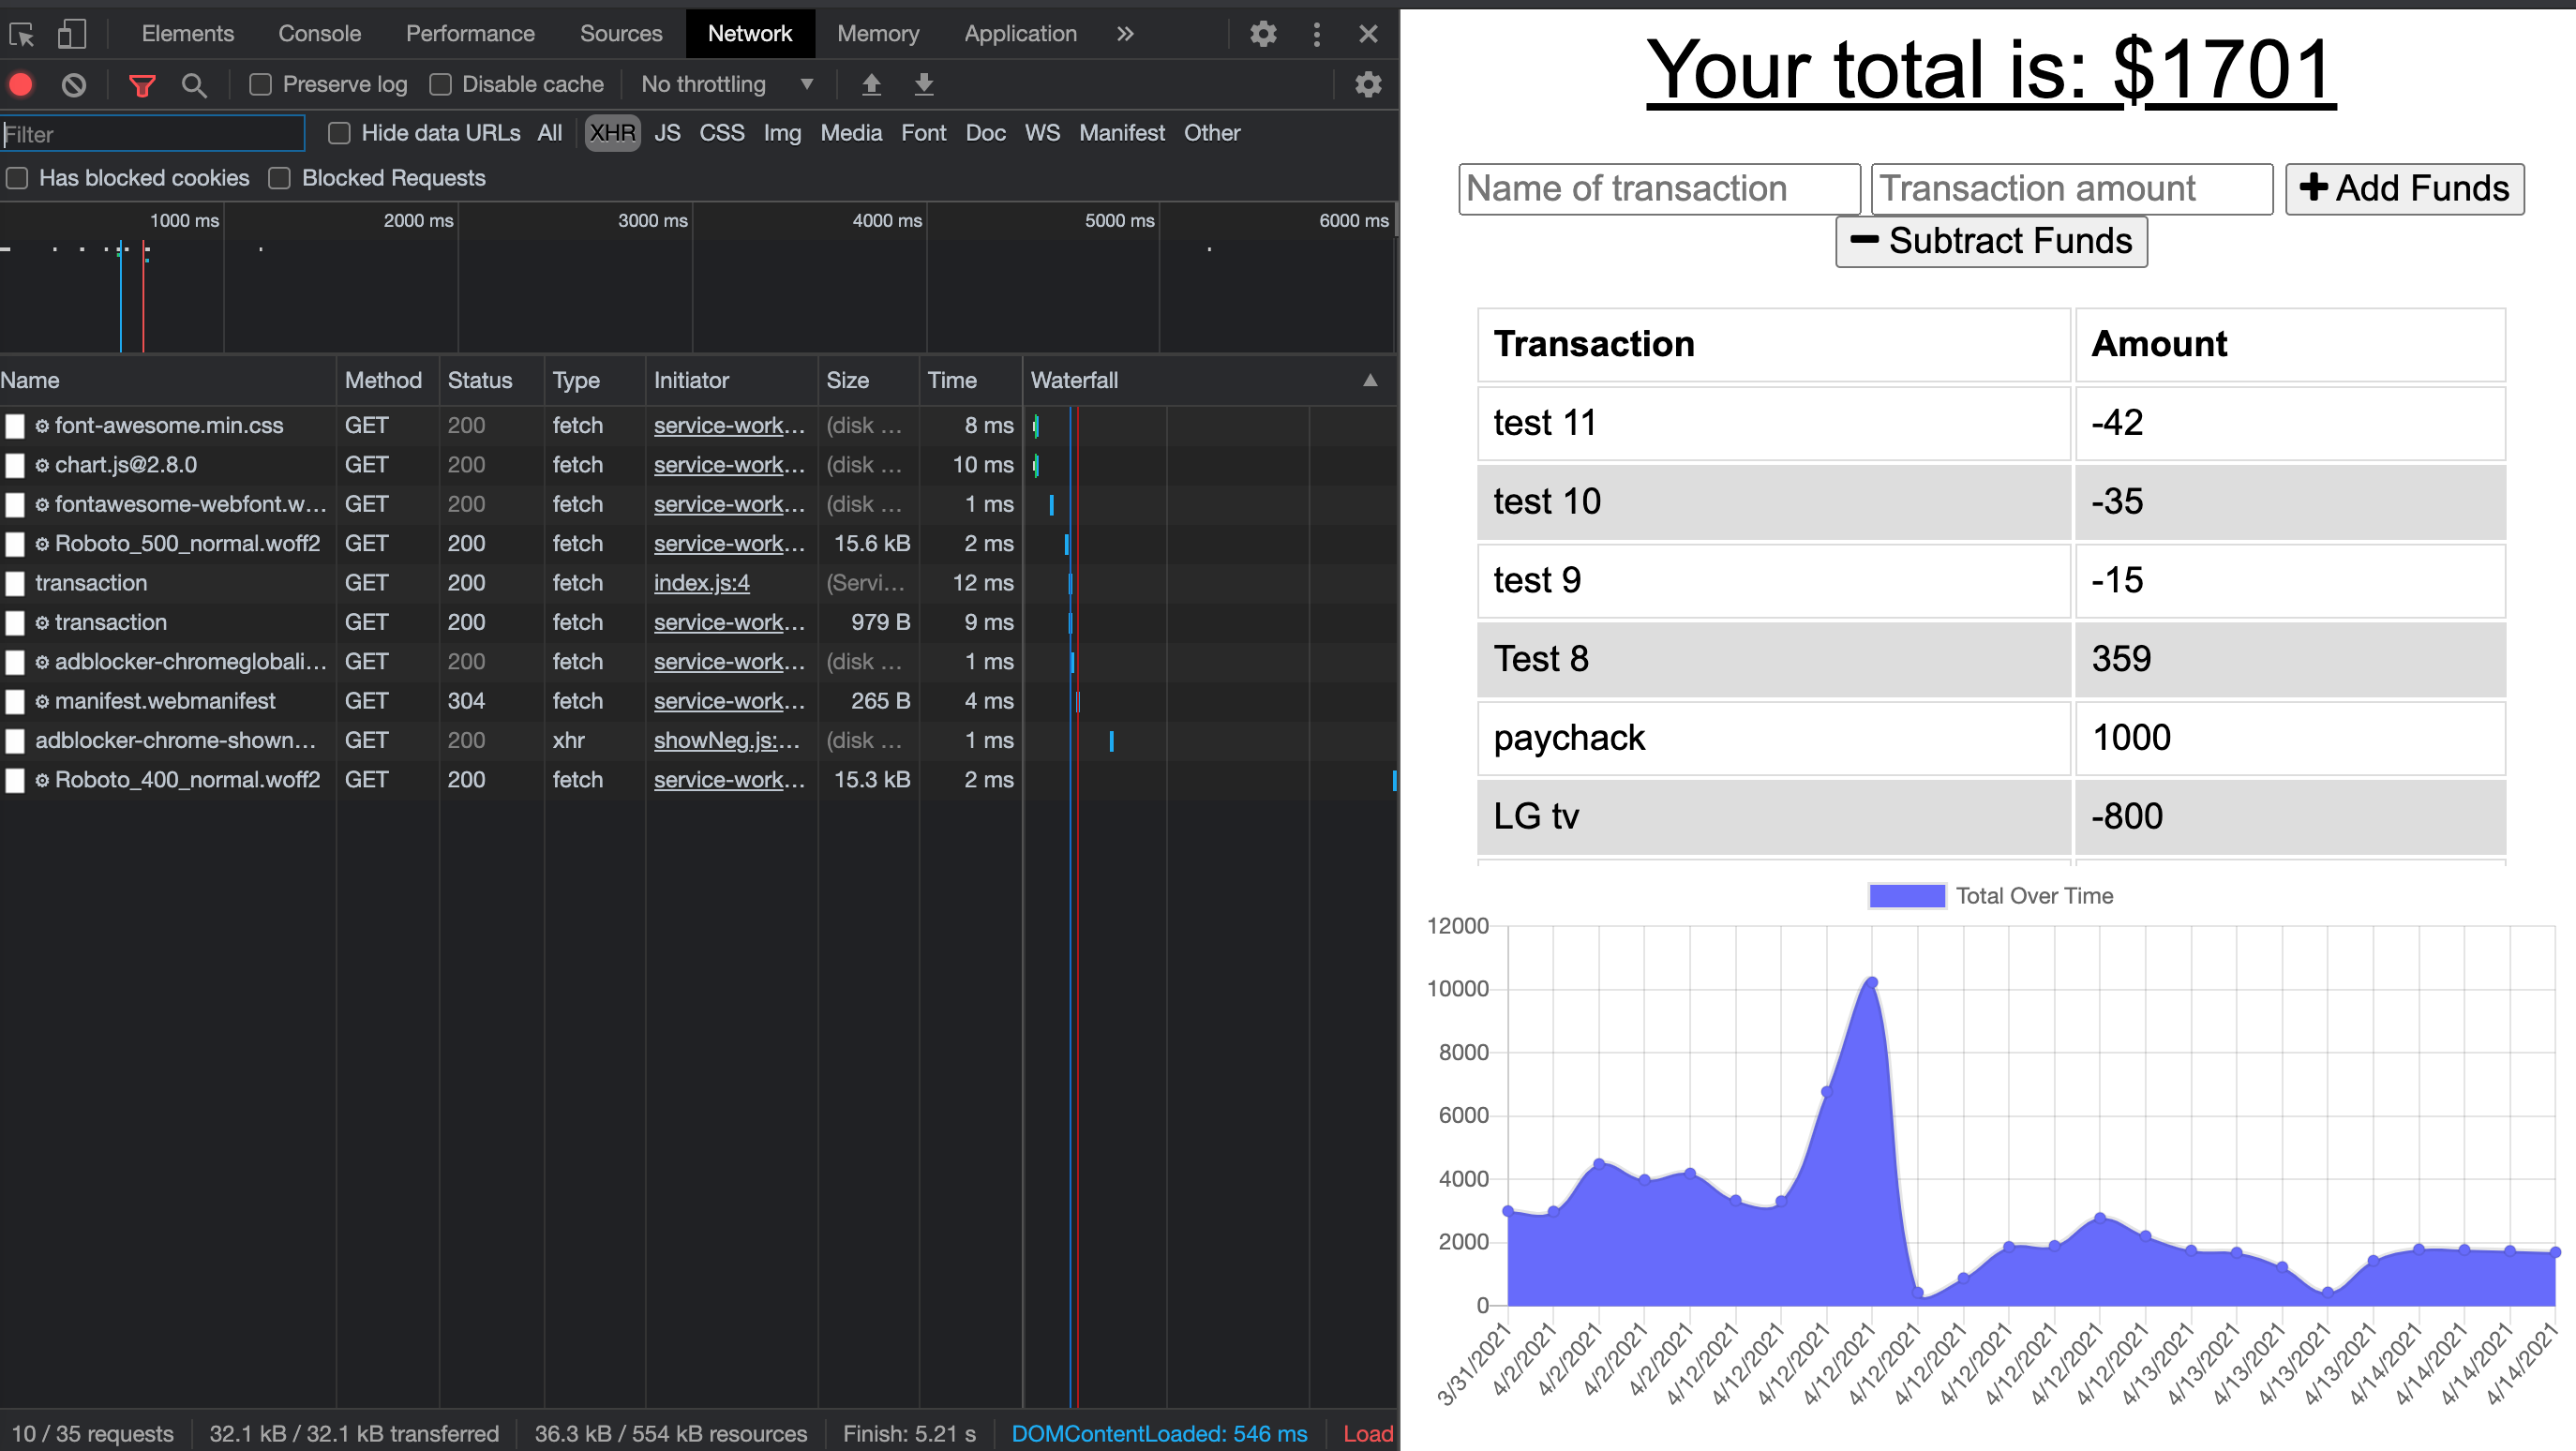 Elements Console Performance Sources Network Memory Application »
Preserve log Disable cache No throttling
Filter Hide data URLs All XHR JS CSS Img Media Font Doc WS Manifest Other
Has blocked cookies Blocked Requests
1000 ms 2000 ms 3000 ms 4000 ms 5000 ms 6000 ms
Name Method Status Type Initiator Size Time Waterfall
font-awesome.min.css GET 200 fetch service-work... (disk ... 8 ms
chart.js@2.8.0 GET 200 fetch service-work... (disk ... 10 ms
fontawesome-webfont.w... GET 200 fetch service-work... (disk ... 1 ms
Roboto_500_normal.woff2 GET 200 fetch service-work... 15.6 kB 2 ms
transaction GET 200 fetch index.js:4 (Servi... 12 ms
transaction GET 200 fetch service-work... 979 B 9 ms
adblocker-chromeglobali... GET 200 fetch service-work... (disk ... 1 ms
manifest.webmanifest GET 304 fetch service-work... 265 B 4 ms
adblocker-chrome-shown... GET 200 xhr showNeg.js:... (disk ... 1 ms
Roboto_400_normal.woff2 GET 200 fetch service-work... 15.3 kB 2 ms
10 / 35 requests 32.1 kB / 32.1 kB transferred 36.3 kB / 554 kB resources Finish: 5.21 s DOMContentLoaded: 546 ms Load
Your total is: $1701
Name of transaction Transaction amount Add Funds
Subtract Funds
Transaction Amount
test 11 -42
test 10 -35
test 9 -15
Test 8 359
paychack 1000
LG tv -800
Total Over Time
12000
10000
8000
6000
4000
2000
0
3/31/2021 4/2/2021 4/2/2021 4/2/2021 4/2/2021 4/12/2021 4/12/2021 4/12/2021 4/12/2021 4/12/2021 4/12/2021 4/12/2021 4/12/2021 4/12/2021 4/12/2021 4/13/2021 4/13/2021 4/13/2021 4/13/2021 4/13/2021 4/14/2021 4/14/2021 4/14/2021 4/14/2021